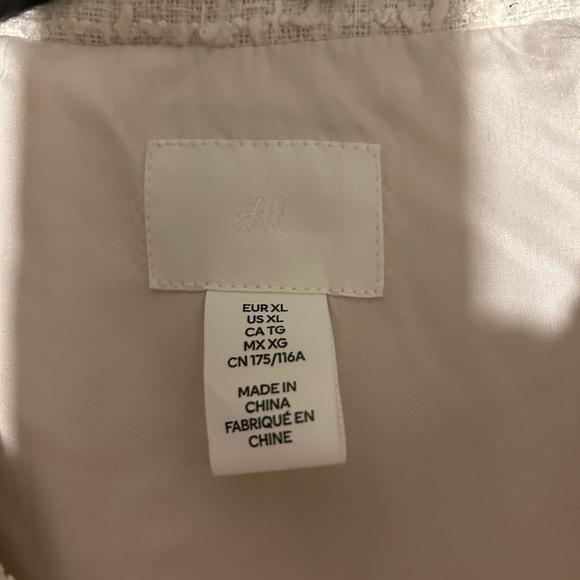 H&M
EUR XL
US XL
CA TG
MX XG
CN 175/116A
MADE IN
CHINA
FABRIQUÉ EN
CHINE